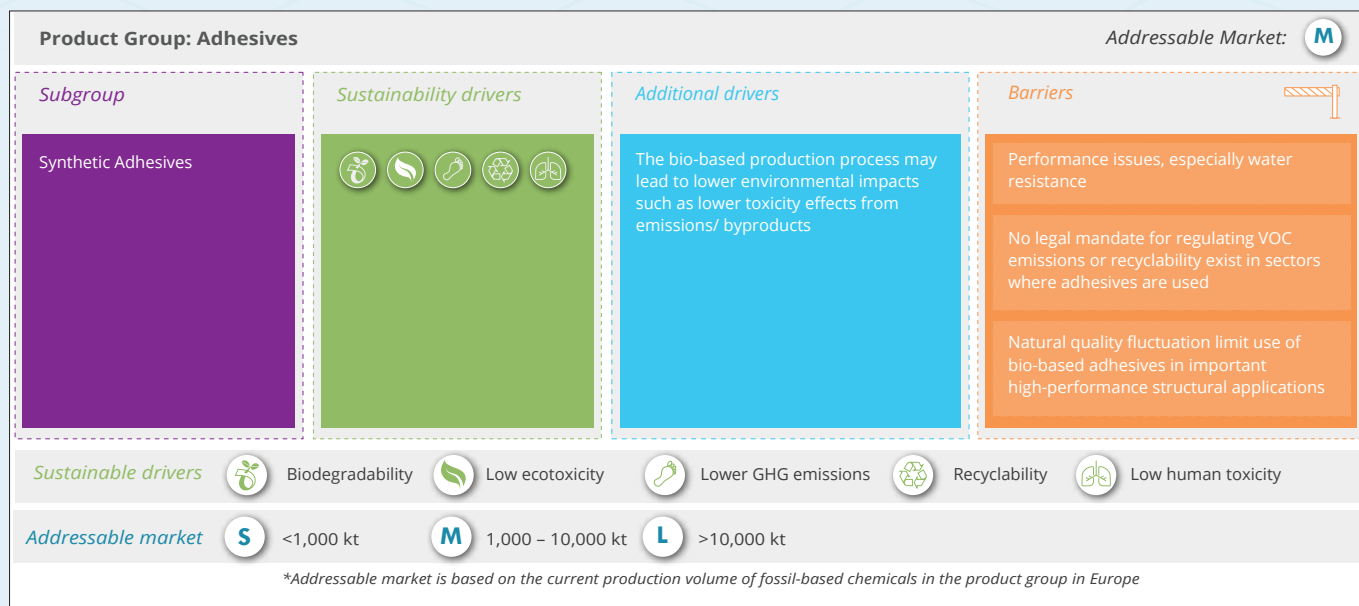 Product Group: Adhesives
Addressable Market: M
Subgroup
Synthetic Adhesives
Sustainability drivers
Additional drivers
The bio-based production process may
lead to lower environmental impacts
such as lower toxicity effects from
emissions/ byproducts
Barriers
Performance issues, especially water
resistance
No legal mandate for regulating VOC
emissions or recyclability exist in sectors
where adhesives are used
Natural quality fluctuation limit use of
bio-based adhesives in important
high-performance structural applications
Sustainable drivers Biodegradability Low ecotoxicity Lower GHG emissions Recyclability Low human toxicity
Addressable market S <1,000 kt M 1,000 – 10,000 kt L >10,000 kt
*Addressable market is based on the current production volume of fossil-based chemicals in the product group in Europe